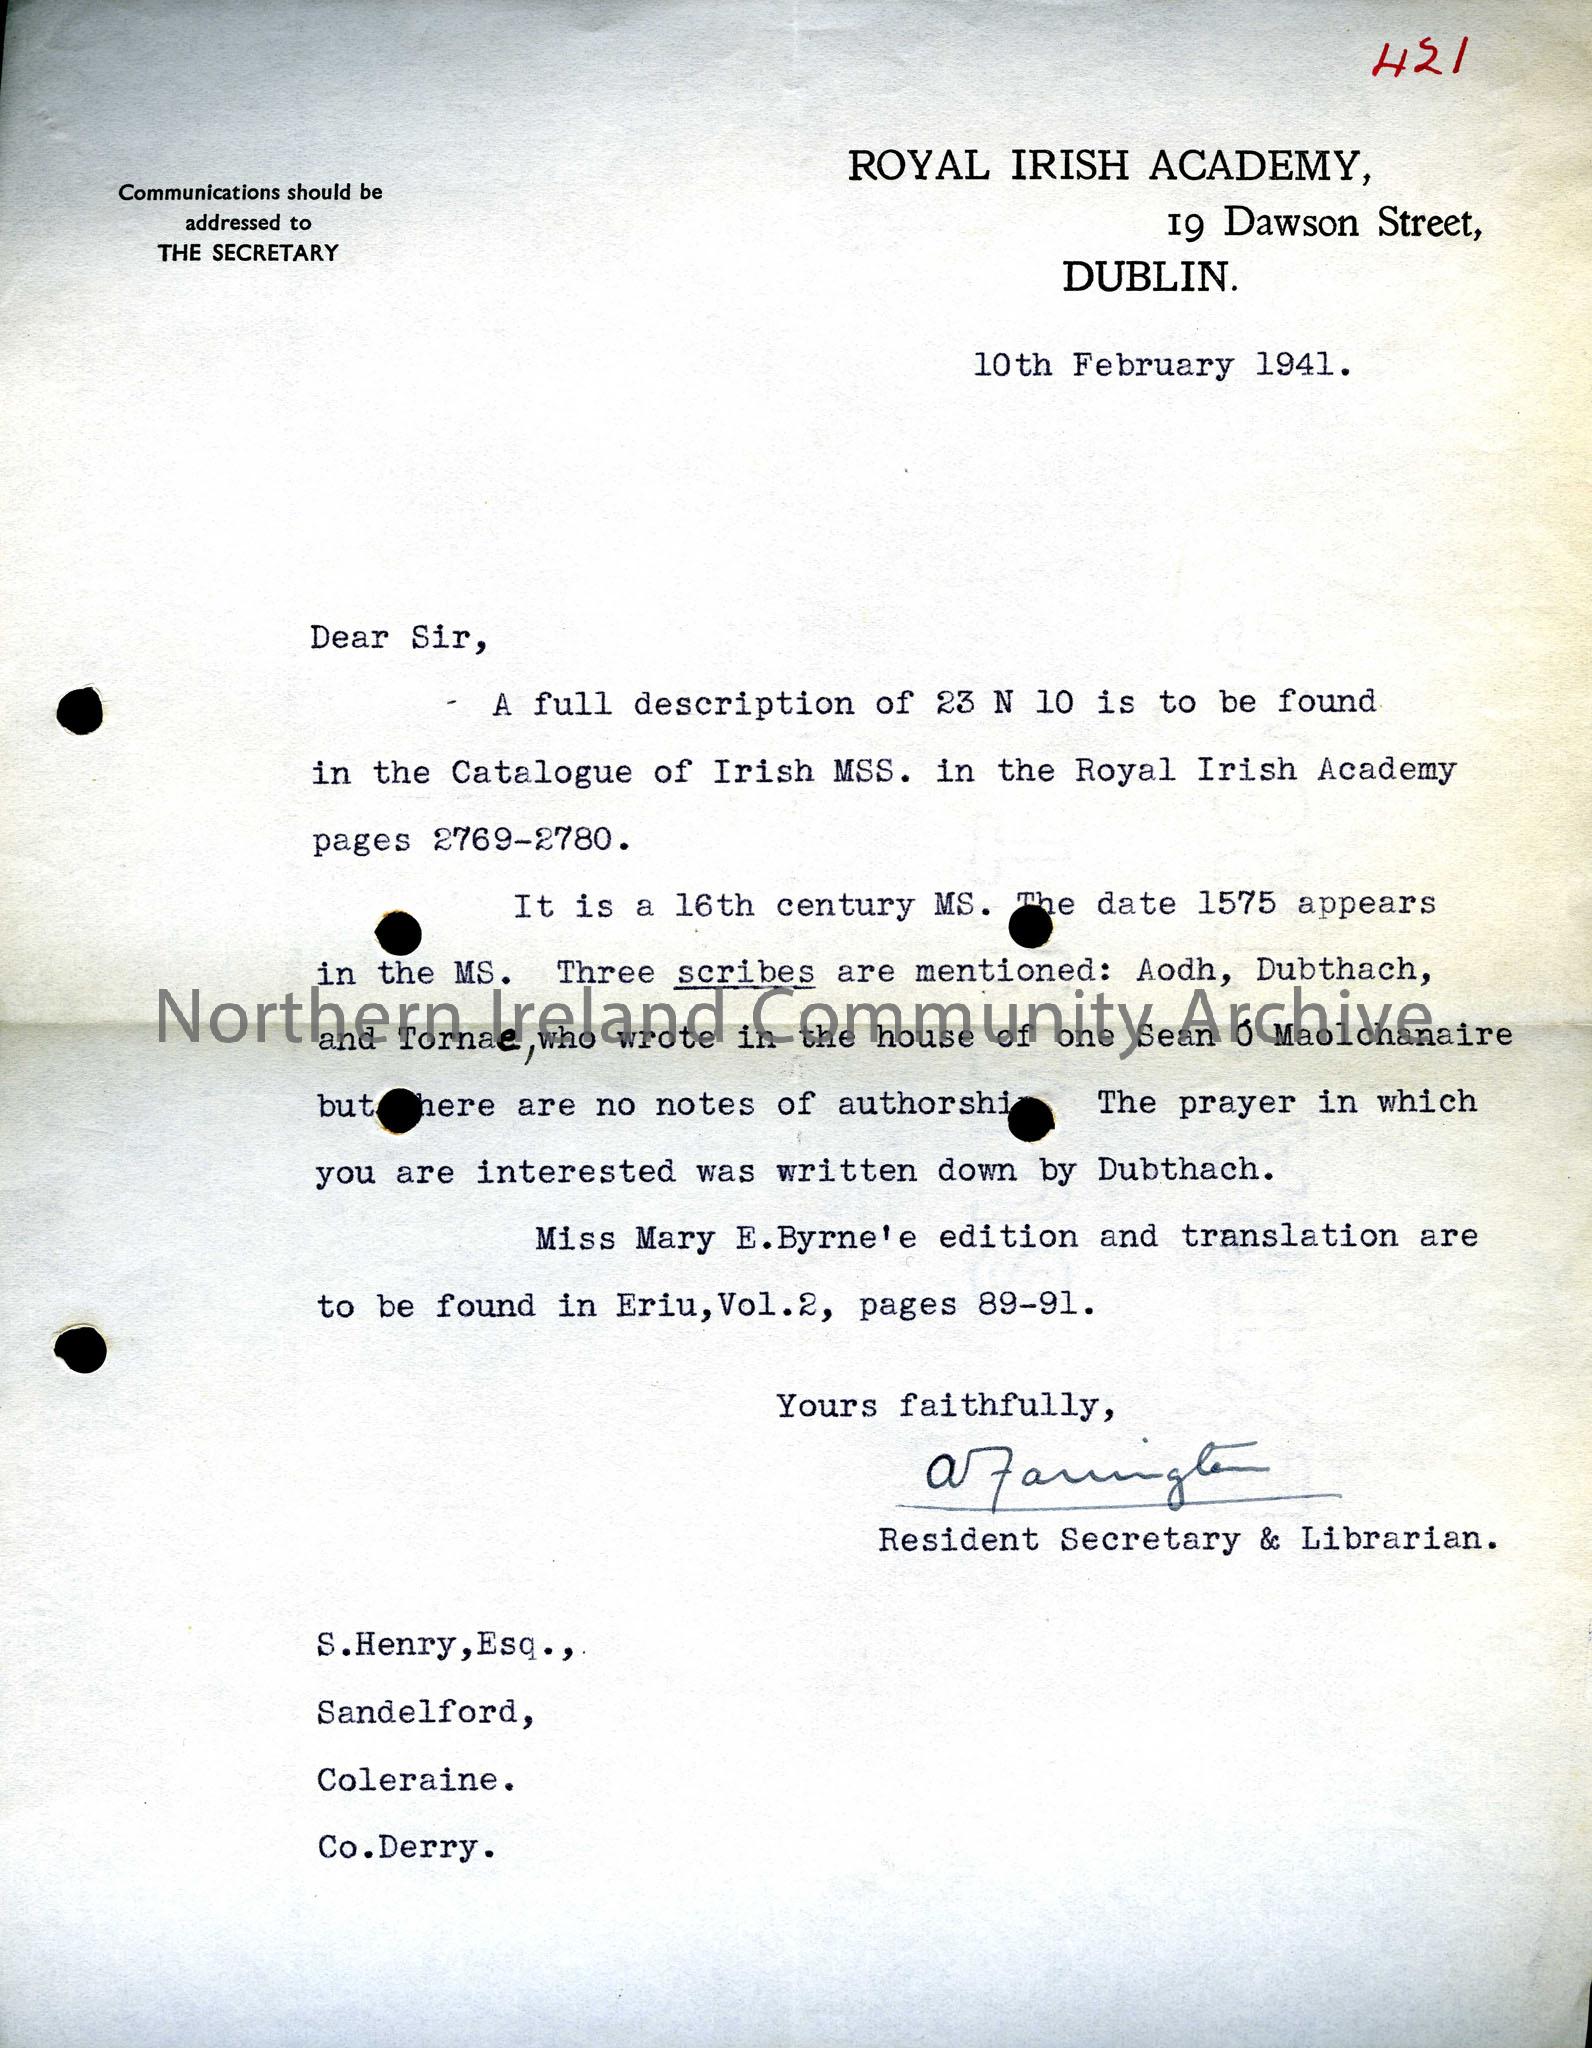 421
Communications should be
addressed to
THE SECRETARY
ROYAL IRISH ACADEMY,
19 Dawson Street,
DUBLIN.
10th February 1941.
Dear Sir,
- A full description of 23 N 10 is to be found
in the Catalogue of Irish MSS. in the Royal Irish Academy
pages 2769-2780.
It is a 16th century MS. The date 1575 appears
in the MS. Three scribes are mentioned: Aodh, Dubthach,
Northern Ireland Community Archive
and Tornae, who wrote in the house of one Sean Ó Maolchanaire
but here are no notes of authorshi The prayer in which
you are interested was written down by Dubthach.
Miss Mary E.Byrne'e edition and translation are
to be found in Eriu,Vol.2, pages 89-91.
Yours faithfully,
A Farrington
Resident Secretary & Librarian.
S.Henry,Esq.,
Sandelford,
Coleraine.
Co.Derry.